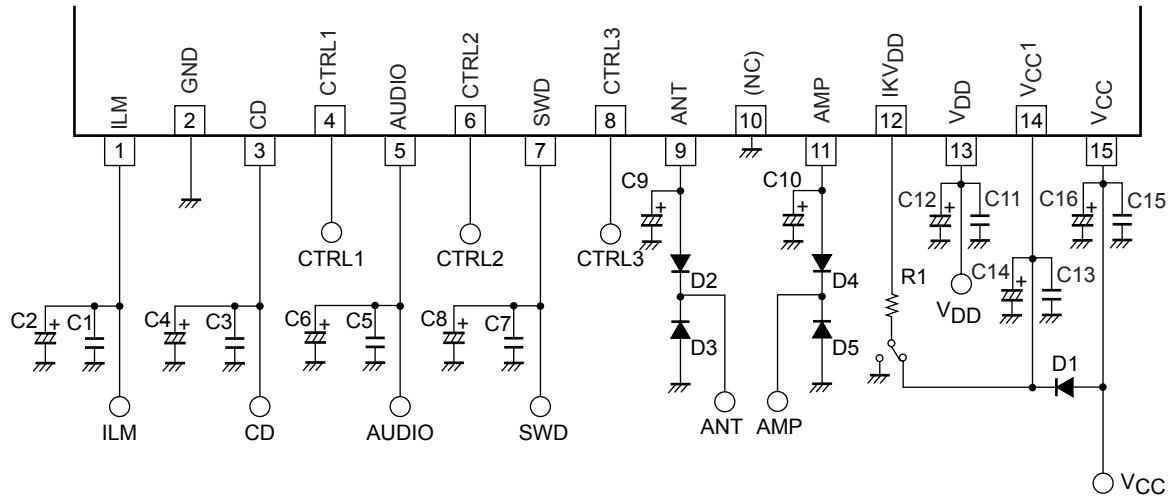 ILM
GND
CD
CTRL1
AUDIO
CTRL2
SWD
CTRL3
ANT
(NC)
AMP
IKVDD
VDD
VCC1
VCC
1
2
3
4
5
6
7
8
9
10
11
12
13
14
15
C9
C10
C12 + C11
C16 + C15
+
+
CTRL1
CTRL2
CTRL3
D2
D4
R1
C14 + C13
VDD
C2 + C1
C4 + C3
C6 + C5
C8 + C7
D3
D5
D1
ILM
CD
AUDIO
SWD
ANT
AMP
VCC